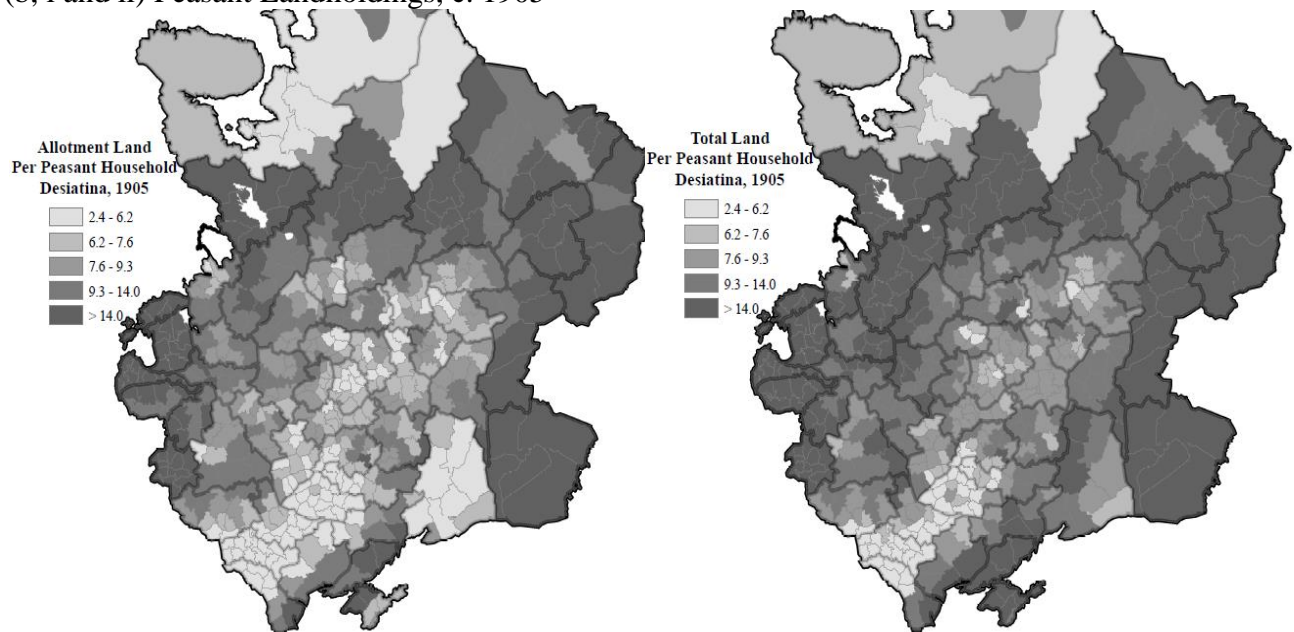 (b, i and ii) Peasant Landholdings, c. 1905
Allotment Land
Per Peasant Household
Desiatina, 1905
2.4 - 6.2
6.2 - 7.6
7.6 - 9.3
9.3 - 14.0
> 14.0
Total Land
Per Peasant Household
Desiatina, 1905
2.4 - 6.2
6.2 - 7.6
7.6 - 9.3
9.3 - 14.0
> 14.0